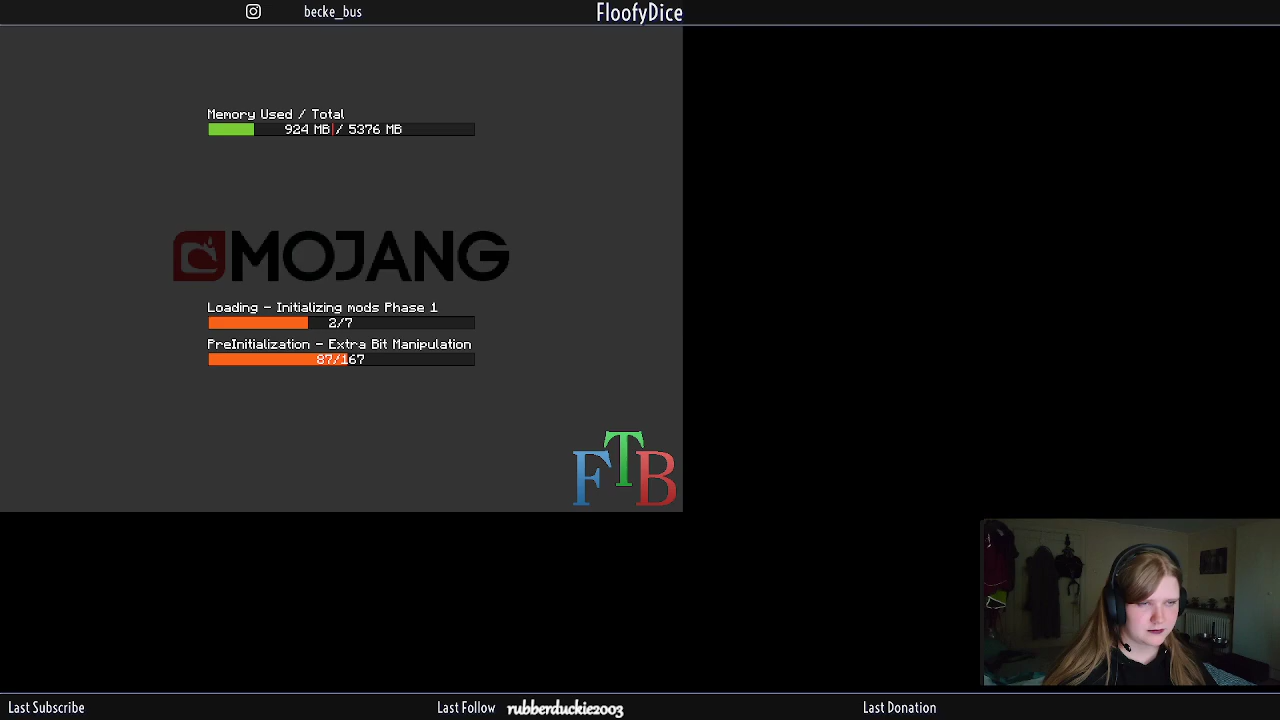 becke_bus
FloofyDice
Memory Used / Total
924 MB / 5376 MB
MOJANG
Loading - Initializing mods Phase 1
2/7
PreInitialization - Extra Bit Manipulation
87/167
FTB
Last Subscribe
Last Follow rubberduckie2003
Last Donation